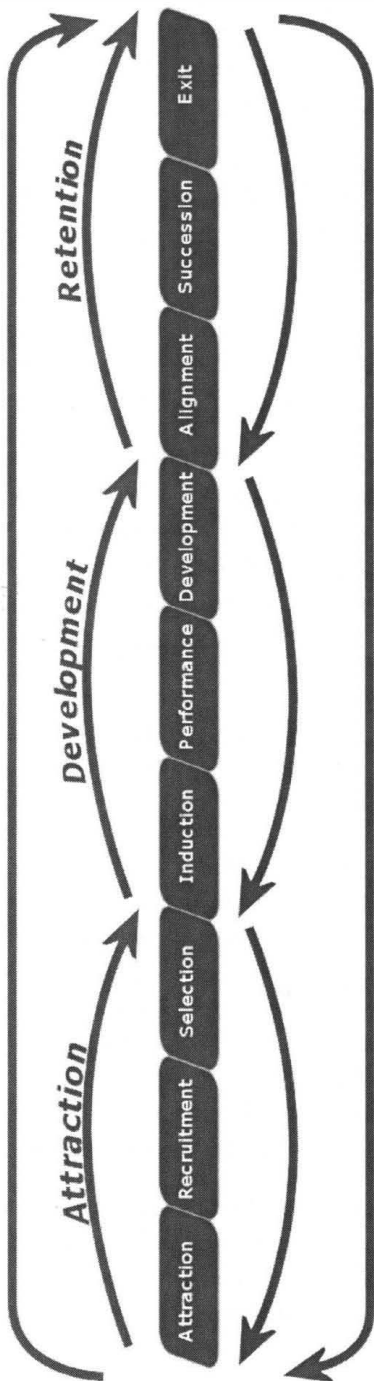 Attraction
Development
Retention
Attraction
Recruitment
Selection
Induction
Performance
Development
Alignment
Succession
Exit